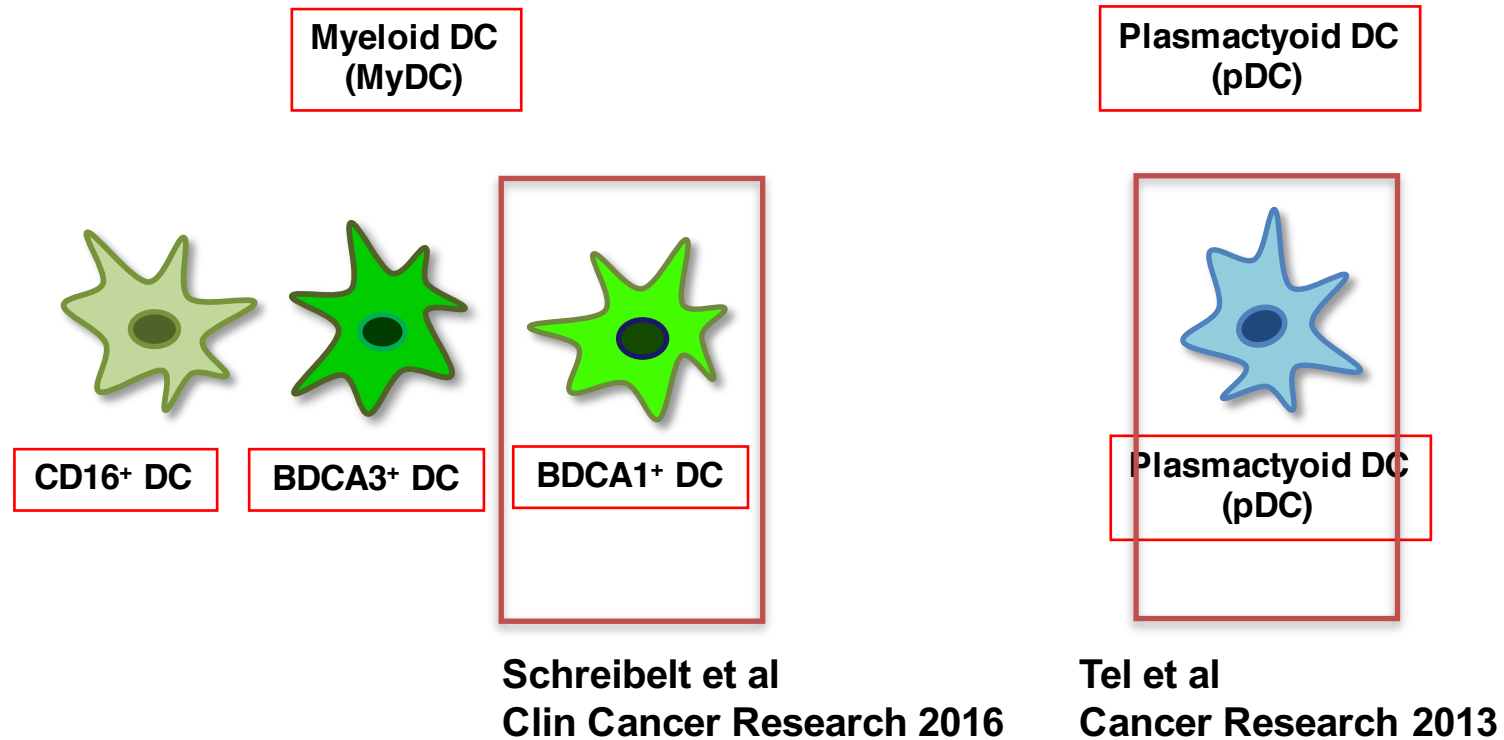 Myeloid DC
(MyDC)
Plasmactyoid DC
(pDC)
CD16⁺ DC
BDCA3⁺ DC
BDCA1⁺ DC
Plasmactyoid DC
(pDC)
Schreibelt et al
Clin Cancer Research 2016
Tel et al
Cancer Research 2013